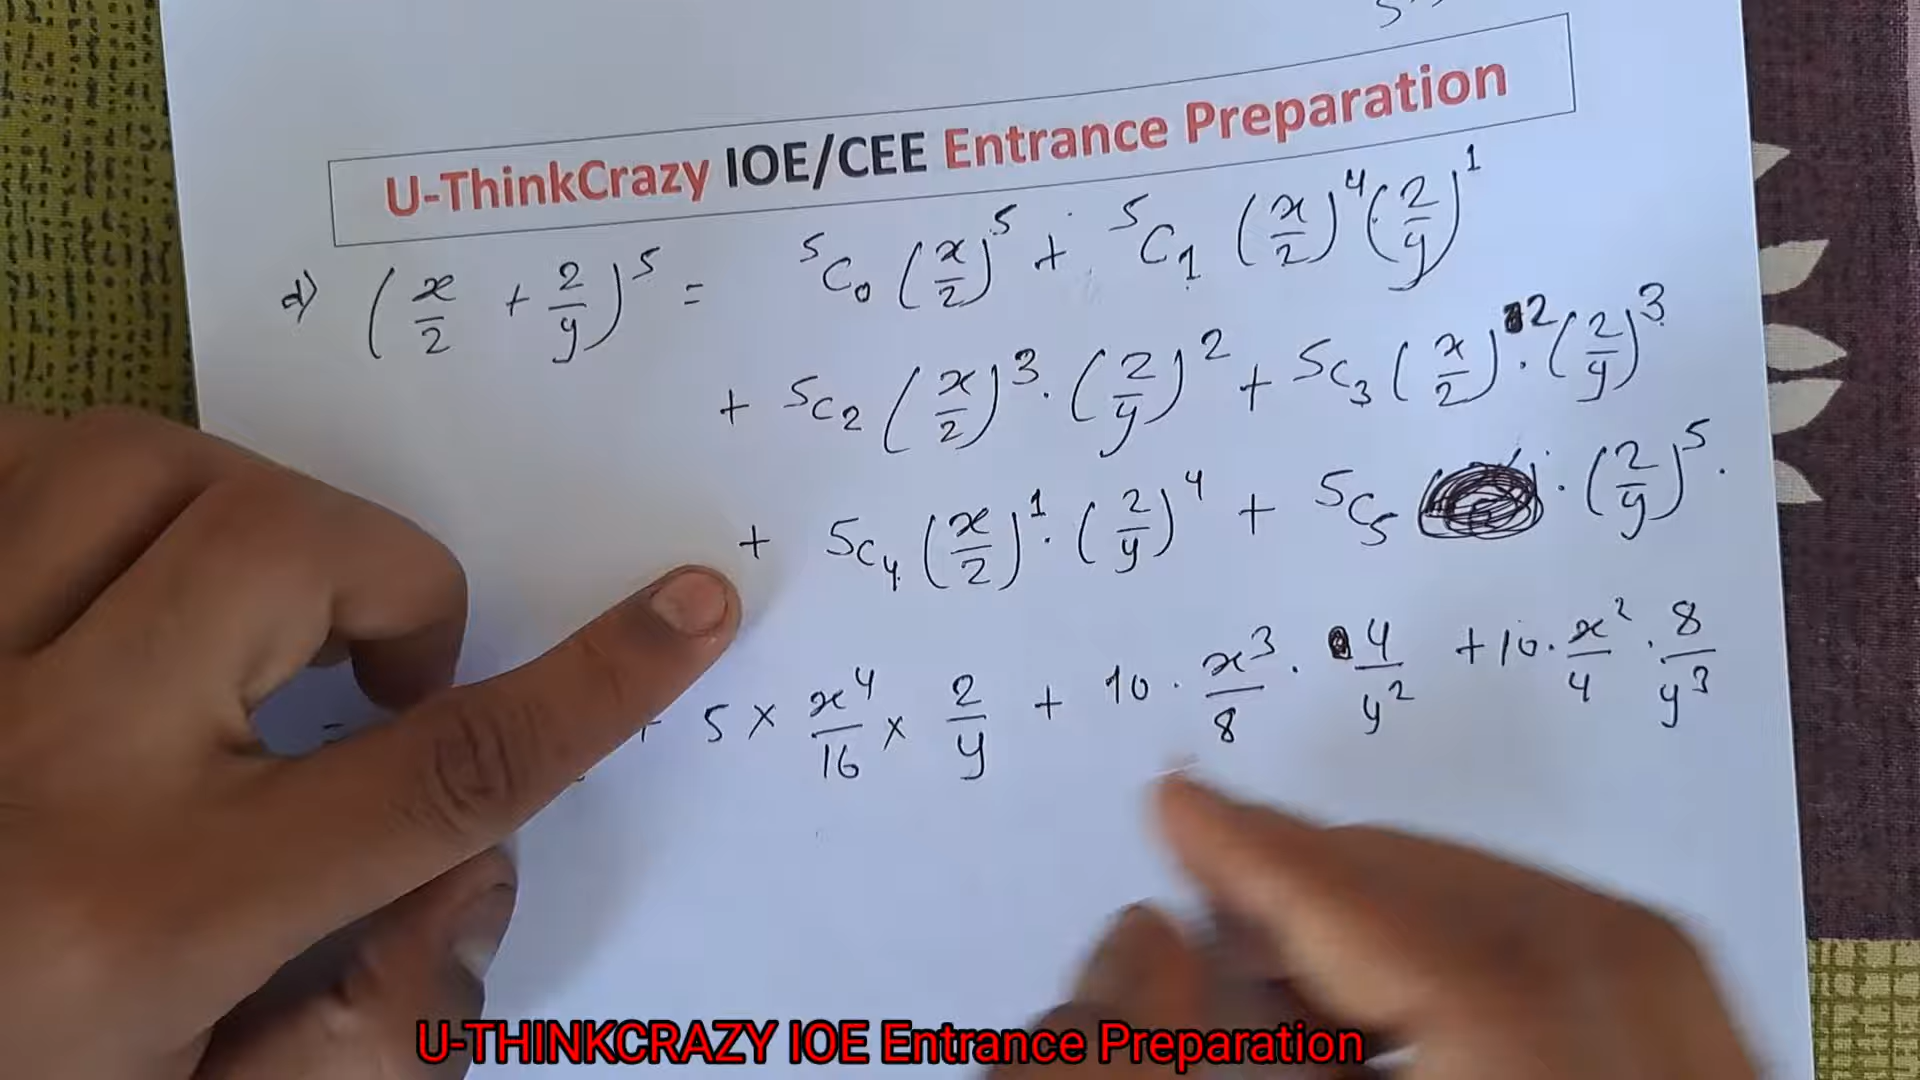 U-ThinkCrazy IOE/CEE Entrance Preparation
d) (x/2 + 2/y)^5 = ⁵C₀ (x/2)^5 + ⁵C₁ (x/2)^4 (2/y)^1
+ ⁵C₂ (x/2)^3 · (2/y)^2 + ⁵C₃ (x/2)^2 · (2/y)^3
+ ⁵C₄ (x/2)^1 · (2/y)^4 + ⁵C₅ · (2/y)^5 .
5 × x^4/16 × 2/y + 10 · x^3/8 · 4/y^2 + 10 · x^2/4 · 8/y^3
U-THINKCRAZY IOE Entrance Preparation